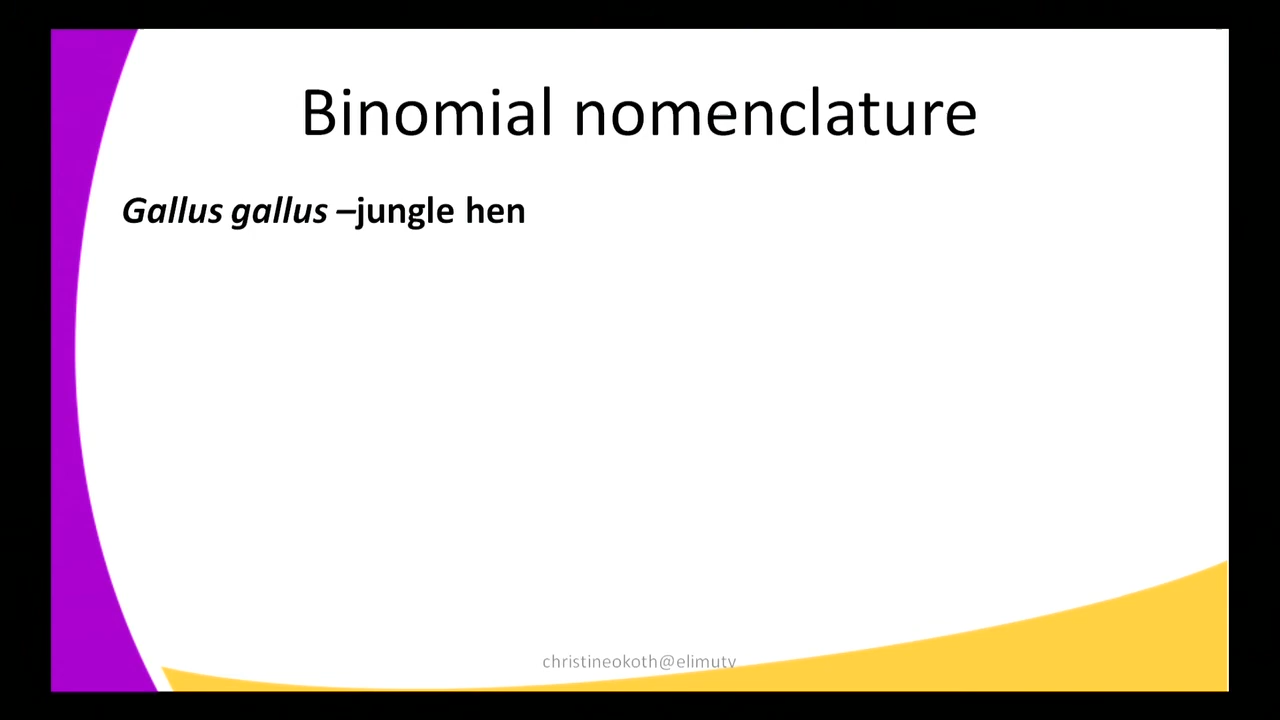 Binomial nomenclature
Gallus gallus –jungle hen
christineokoth@elimutv